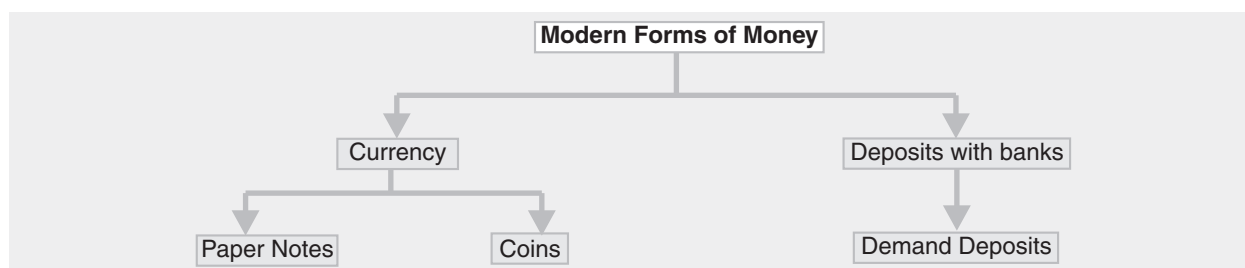 Modern Forms of Money
Currency
Deposits with banks
Paper Notes
Coins
Demand Deposits